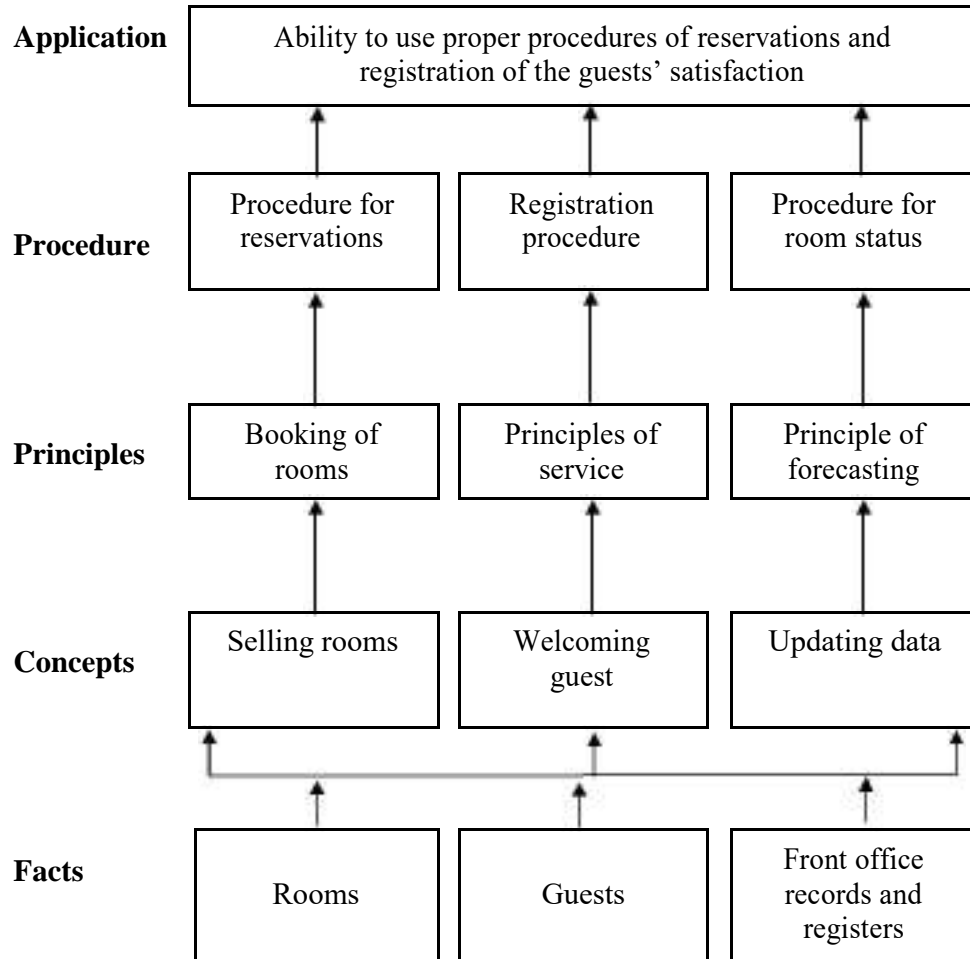 Application
Ability to use proper procedures of reservations and
registration of the guests’ satisfaction
Procedure
Procedure for
reservations
Registration
procedure
Procedure for
room status
Principles
Booking of
rooms
Principles of
service
Principle of
forecasting
Concepts
Selling rooms
Welcoming
guest
Updating data
Facts
Rooms
Guests
Front office
records and
registers